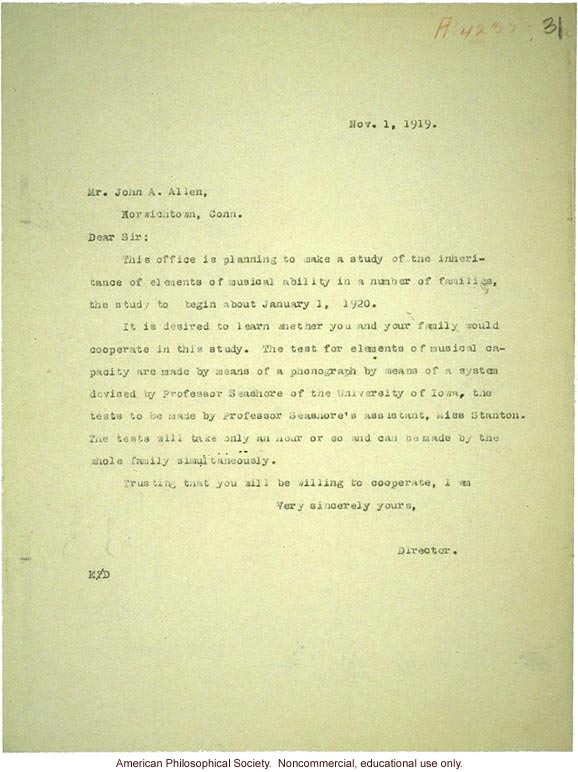 31
Nov. 1, 1919.
Mr. John A. Allen,
Norwichtown, Conn.
Dear Sir:
This office is planning to make a study of the inheri-
tance of elements of musical ability in a number of families,
the study to begin about January 1, 1920.
It is desired to learn whether you and your family would
cooperate in this study. The test for elements of musical ca-
pacity are made by means of a phonograph by means of a system
devised by Professor Seashore of the University of Iowa, the
tests to be made by Professor Seashore's assistant, Miss Stanton.
The tests will take only an hour or so and can be made by the
whole family simultaneously.
Trusting that you will be willing to cooperate, I am
Very sincerely yours,
Director.
American Philosophical Society. Noncommercial, educational use only.